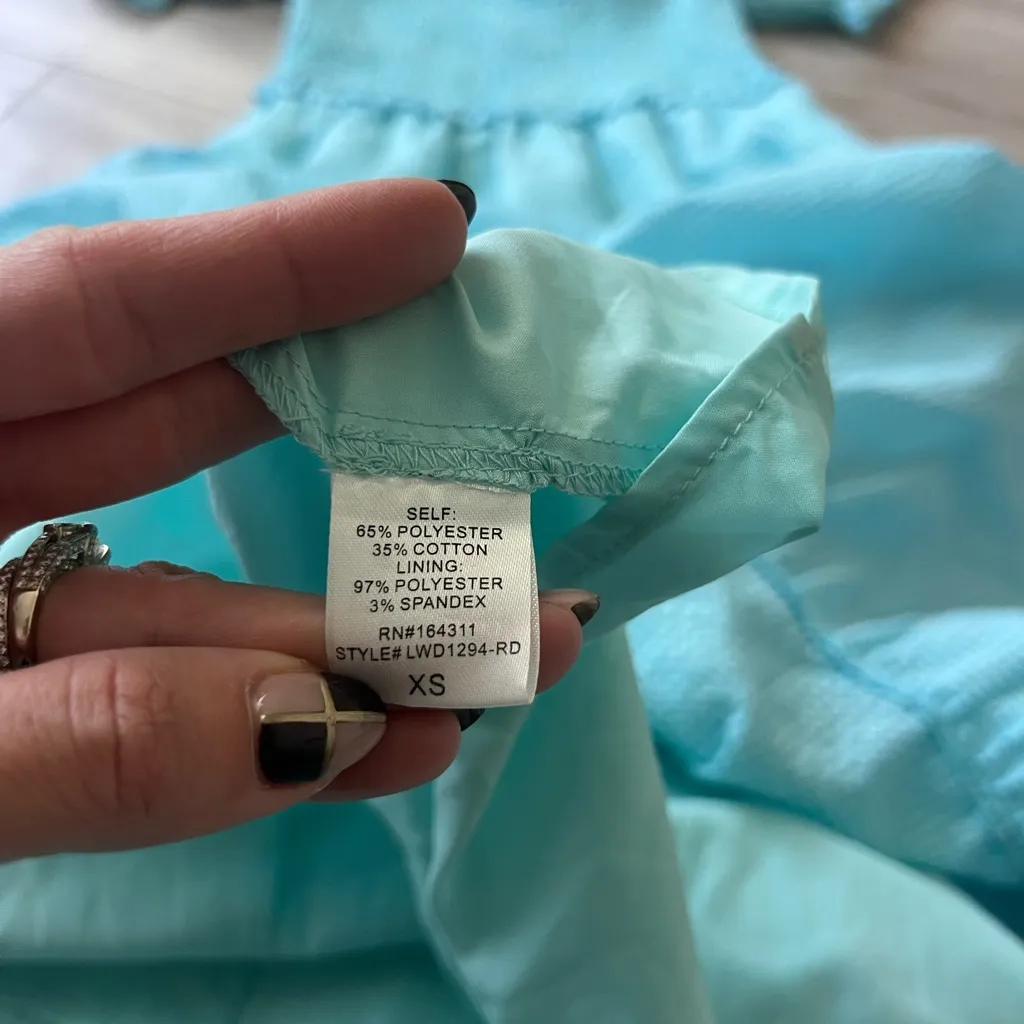 SELF:
65% POLYESTER
35% COTTON
LINING:
97% POLYESTER
3% SPANDEX
RN#164311
STYLE# LWD1294-RD
XS